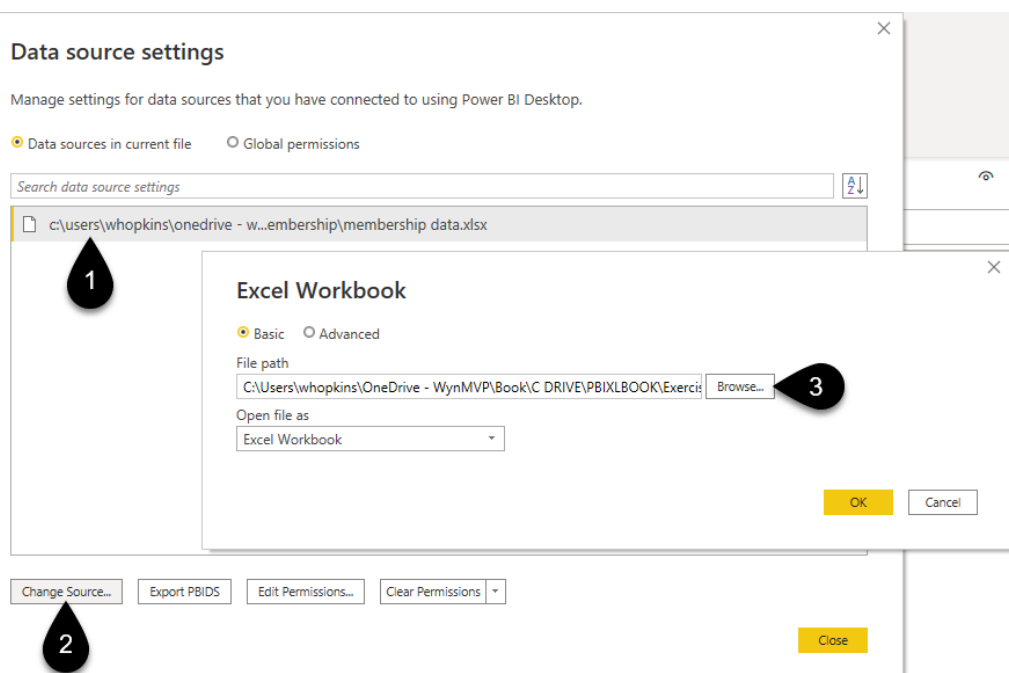 Data source settings
Manage settings for data sources that you have connected to using Power BI Desktop.
Data sources in current file
Global permissions
Search data source settings
A
Z
c:\users\whopkins\onedrive - w...embership\membership data.xlsx
1
Excel Workbook
Basic
Advanced
File path
C:\Users\whopkins\OneDrive - WynMVP\Book\C DRIVE\PBIXLBOOK\Exercis
Browse...
3
Open file as
Excel Workbook
OK
Cancel
Change Source...
Export PBIDS
Edit Permissions...
Clear Permissions
2
Close